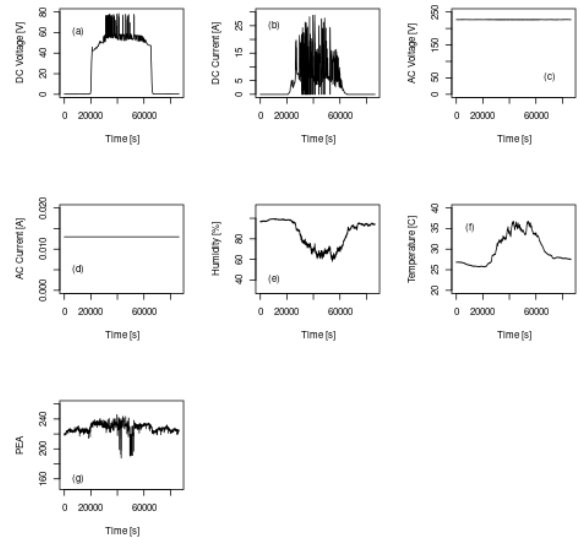 DC Voltage [V]
0 20 40 60 80
(a)
0 20000 60000
Time [s]
DC Current [A]
0 5 15 25
(b)
0 20000 60000
Time [s]
AC Voltage [V]
0 50 150 250
(c)
0 20000 60000
Time [s]
AC Current [A]
0.000 0.010 0.020
(d)
0 20000 60000
Time [s]
Humidity [%]
40 60 80
(e)
0 20000 60000
Time [s]
Temperature [C]
20 25 30 35 40
(f)
0 20000 60000
Time [s]
PEA
160 200 240
(g)
0 20000 60000
Time [s]